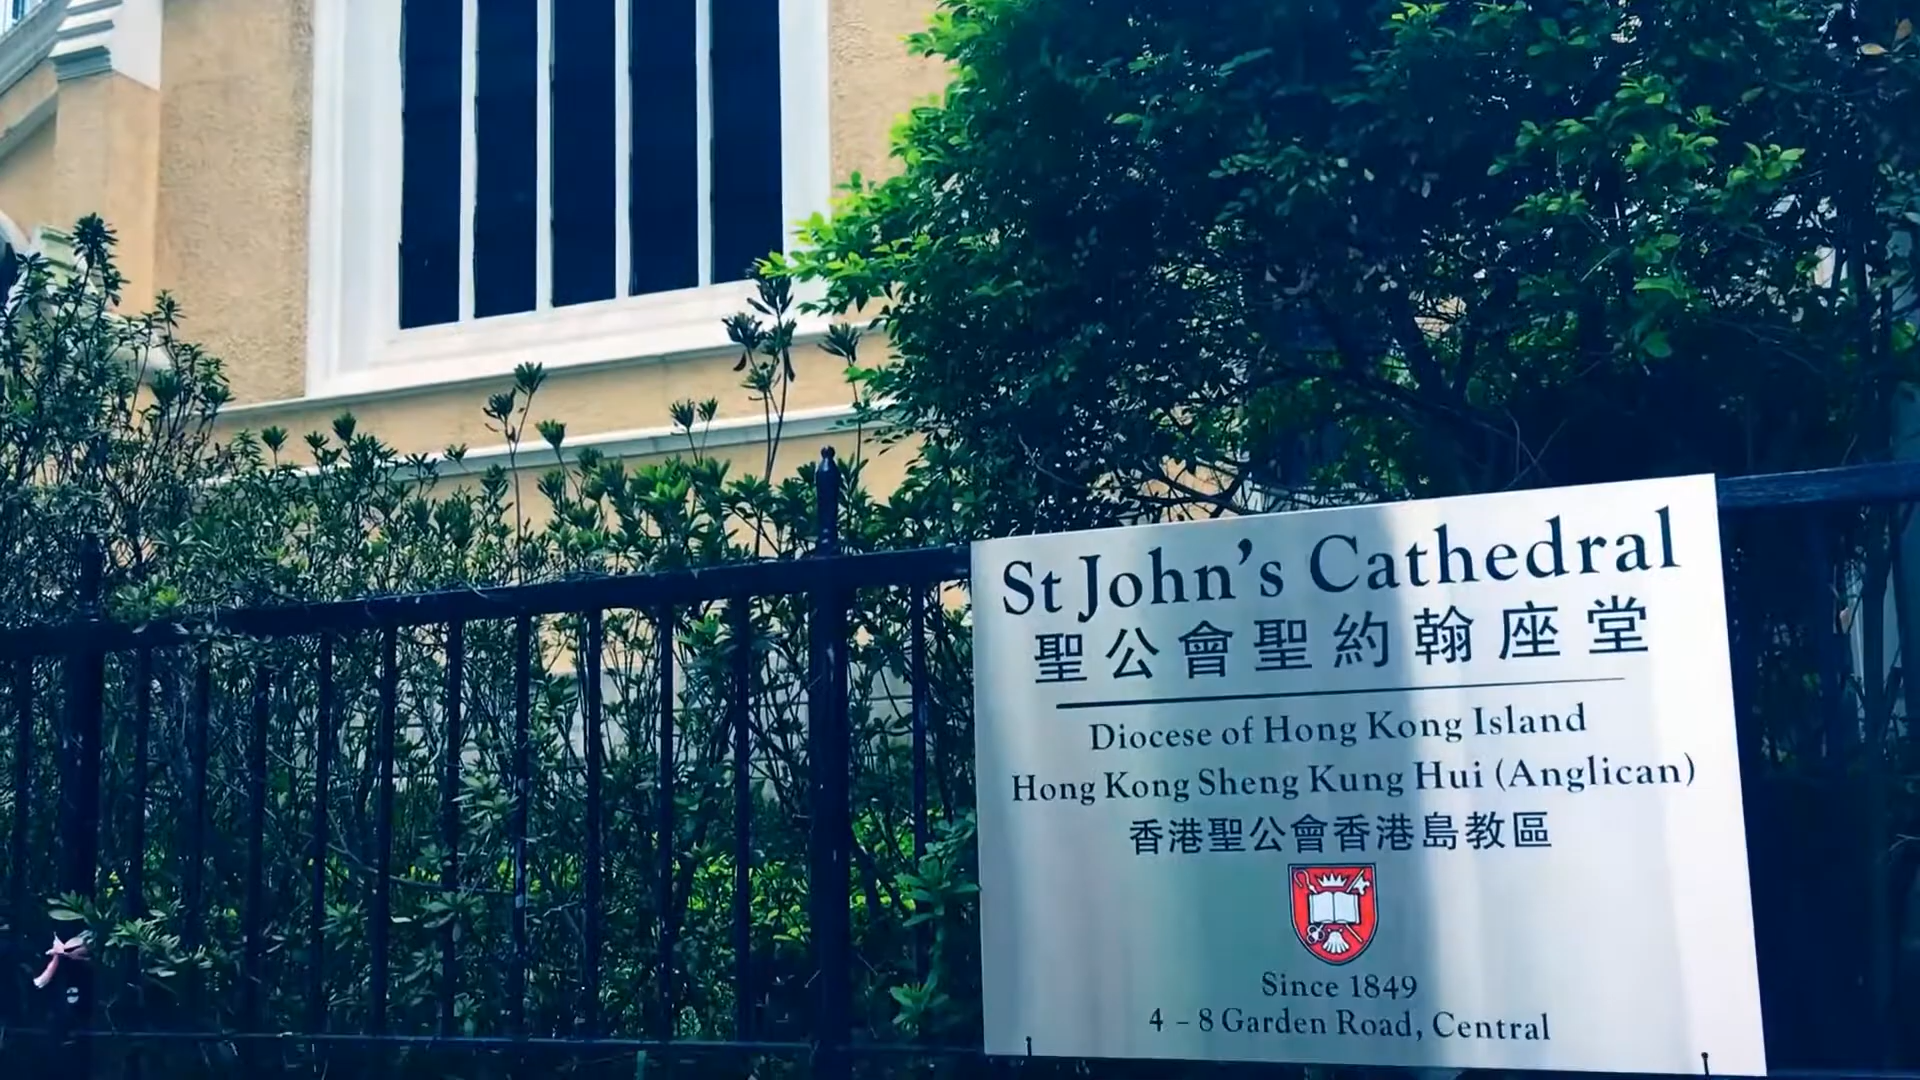 St John's Cathedral
聖公會聖約翰座堂
Diocese of Hong Kong Island
Hong Kong Sheng Kung Hui (Anglican)
香港聖公會香港島教區
Since 1849
4 – 8 Garden Road, Central